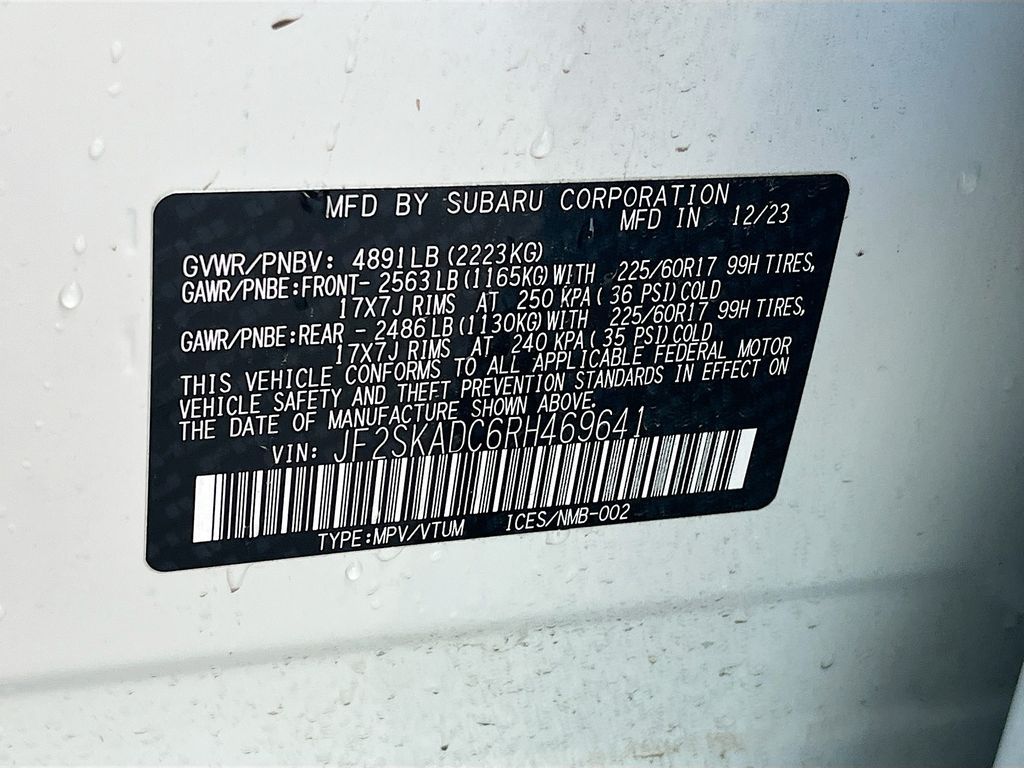 MFD BY SUBARU CORPORATION
MFD IN 12/23
GVWR/PNBV: 4891LB (2223KG)
GAWR/PNBE:FRONT- 2563LB (1165KG) WITH 225/60R17 99H TIRES,
17X7J RIMS AT 250 KPA ( 36 PSI) COLD
GAWR/PNBE:REAR - 2486LB (1130KG) WITH 225/60R17 99H TIRES,
17X7J RIMS AT 240 KPA ( 35 PSI) COLD
THIS VEHICLE CONFORMS TO ALL APPLICABLE FEDERAL MOTOR
VEHICLE SAFETY AND THEFT PREVENTION STANDARDS IN EFFECT ON
THE DATE OF MANUFACTURE SHOWN ABOVE.
VIN: JF2SKADC6RH469641
TYPE:MPV/VTUM ICES/NMB-002